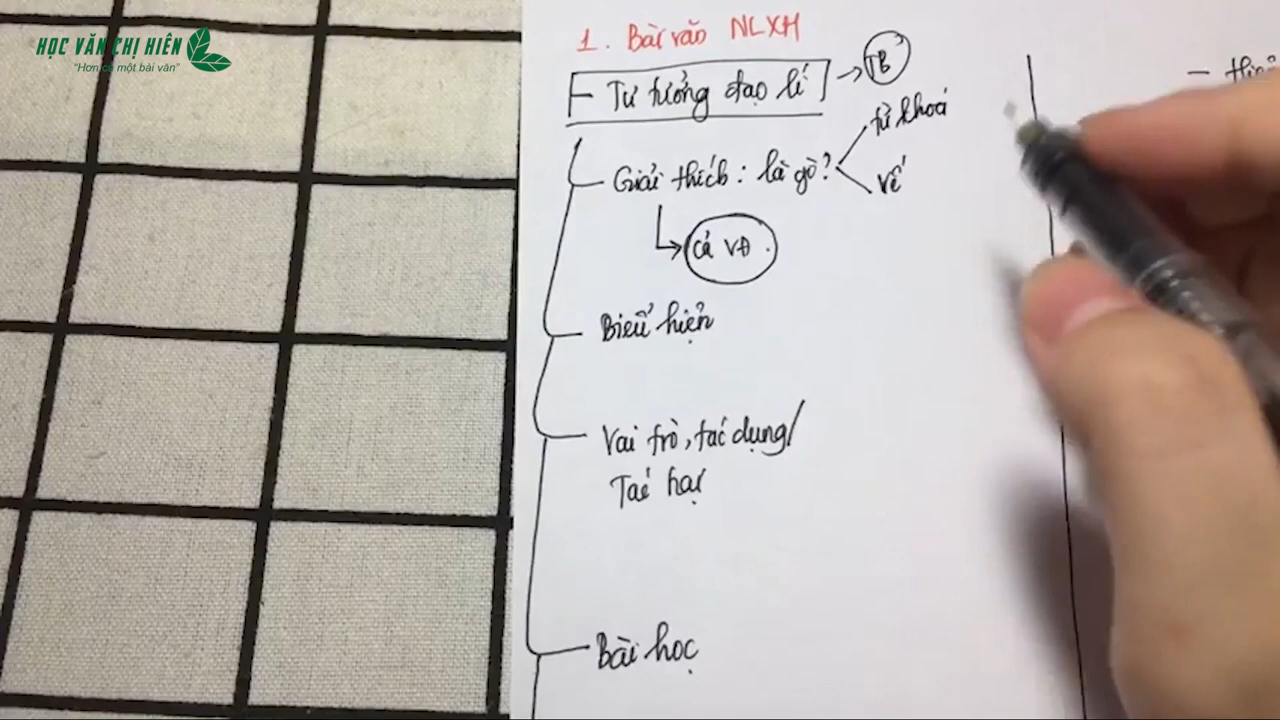 HỌC VĂN CHỊ HIÊN
"Hơn cả một bài văn"
1. Bài văn NLXH
- Tư tưởng đạo lí → TB
Giải thích: là gì? từ khoá
vế
cả VĐ
Biểu hiện
Vai trò, tác dụng/
Tác hại
Bài học